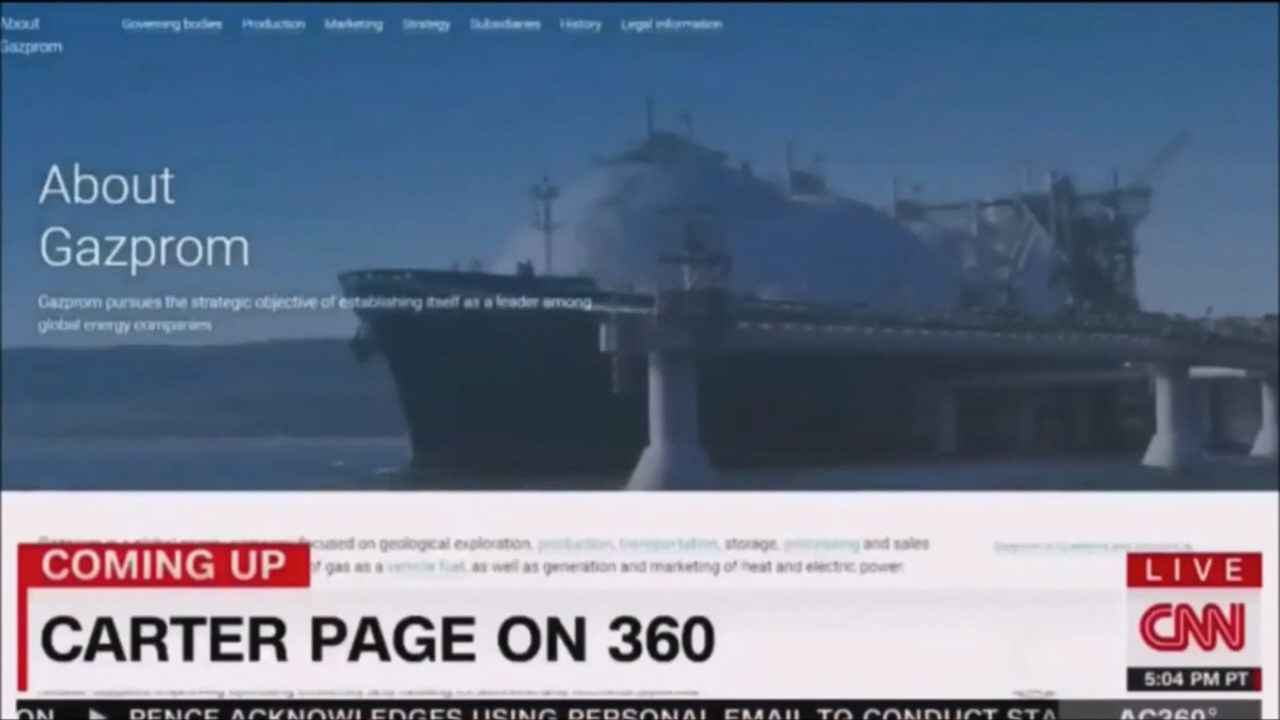 About
Gazprom
Governing bodies Production Marketing Strategy Subsidiaries History Legal information
About
Gazprom
Gazprom pursues the strategic objective of establishing itself as a leader among
global energy companies
focused on geological exploration, production, transportation, storage, processing and sales
of gas as a vehicle fuel, as well as generation and marketing of heat and electric power.
COMING UP
CARTER PAGE ON 360
LIVE
CNN
5:04 PM PT
ON PENCE ACKNOWLEDGES USING PERSONAL EMAIL TO CONDUCT STA
AC360°